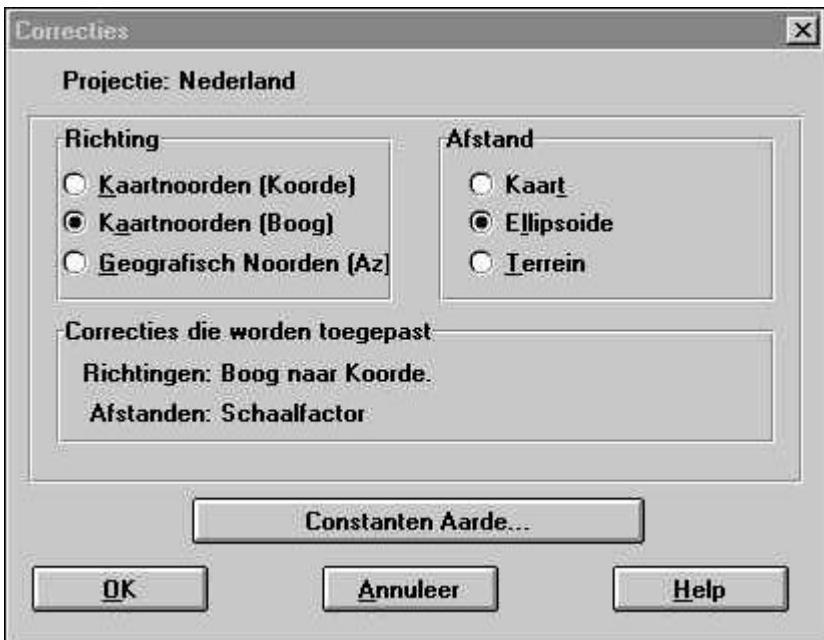 Correcties
Projectie: Nederland
Richting
Kaartnoorden (Koorde)
Kaartnoorden (Boog)
Geografisch Noorden (Az)
Afstand
Kaart
Ellipsoide
Terrein
Correcties die worden toegepast
Richtingen: Boog naar Koorde.
Afstanden: Schaalfactor
Constanten Aarde...
OK
Annuleer
Help